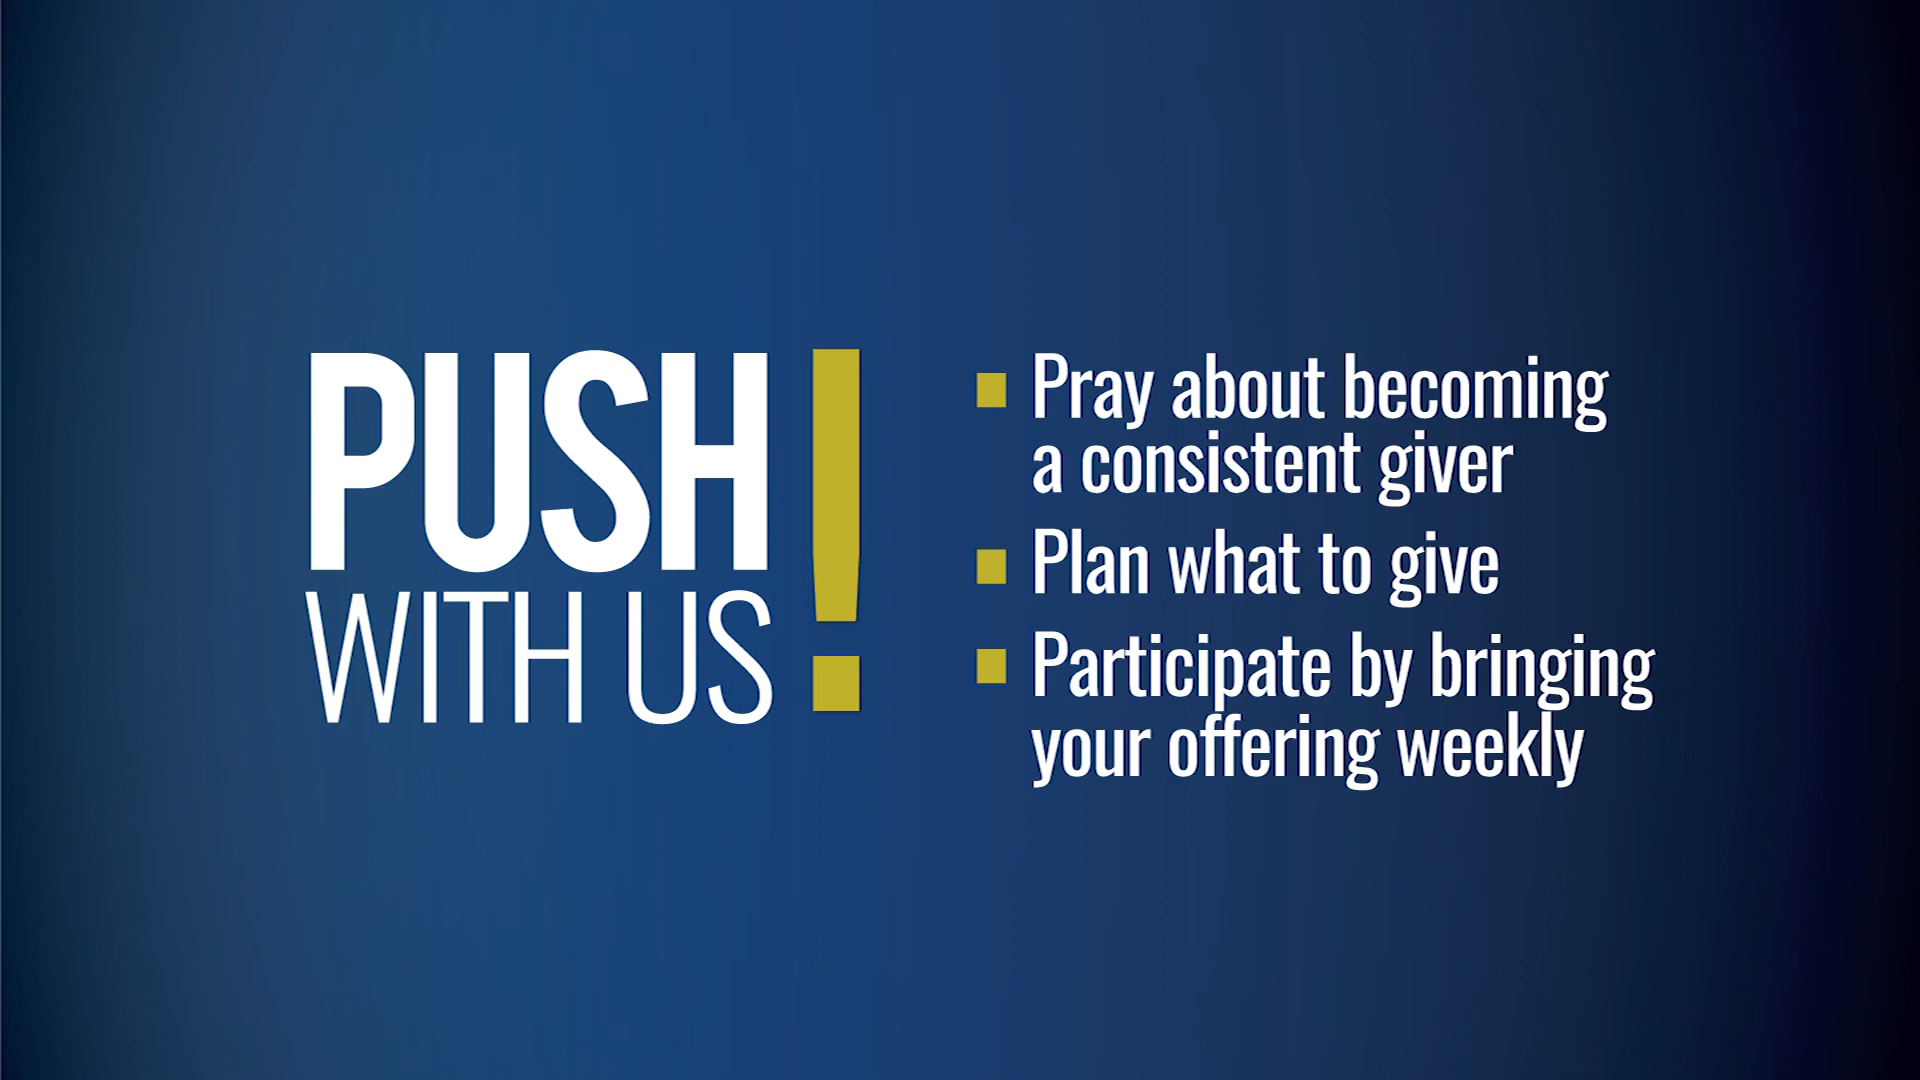 PUSH
WITH US!
Pray about becoming
a consistent giver
Plan what to give
Participate by bringing
your offering weekly